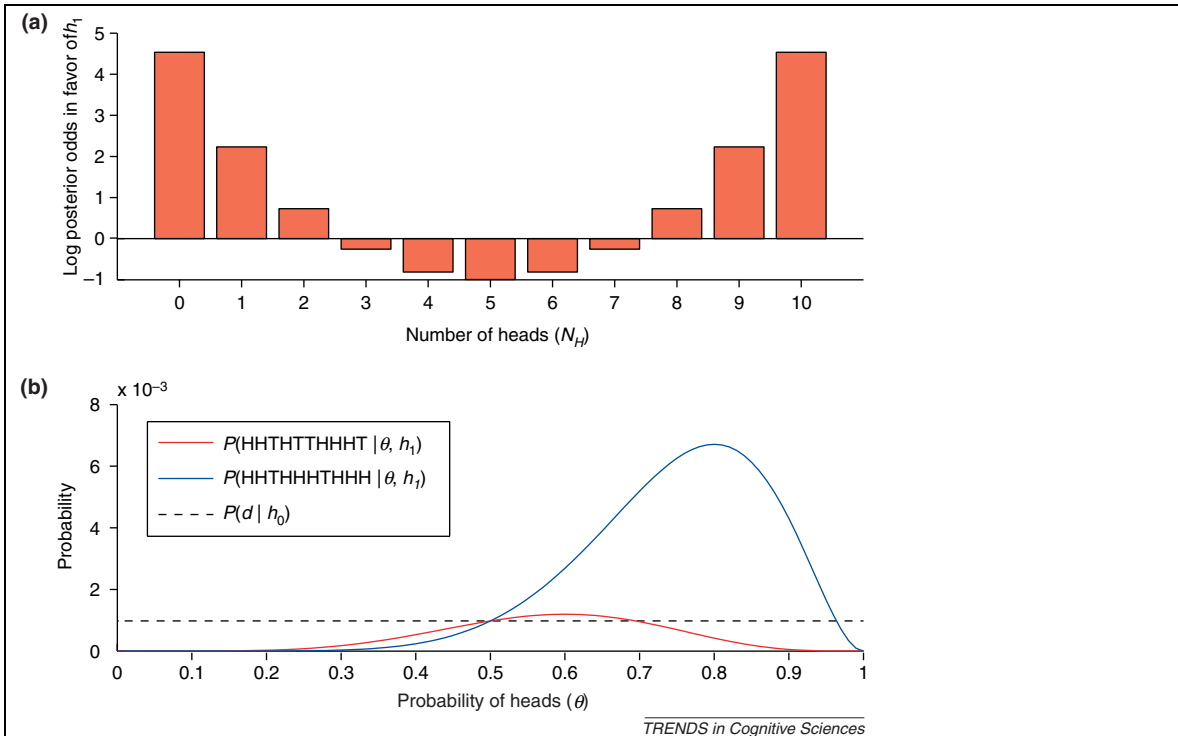 (a)
Log posterior odds in favor of h₁
5
4
3
2
1
0
–1
0 1 2 3 4 5 6 7 8 9 10
Number of heads (N_H)
(b)
x 10⁻³
Probability
8
6
4
2
0
P(HHTHTTHHHT | θ, h₁)
P(HHTHHHTHHH | θ, h₁)
P(d | h₀)
0 0.1 0.2 0.3 0.4 0.5 0.6 0.7 0.8 0.9 1
Probability of heads (θ)
TRENDS in Cognitive Sciences